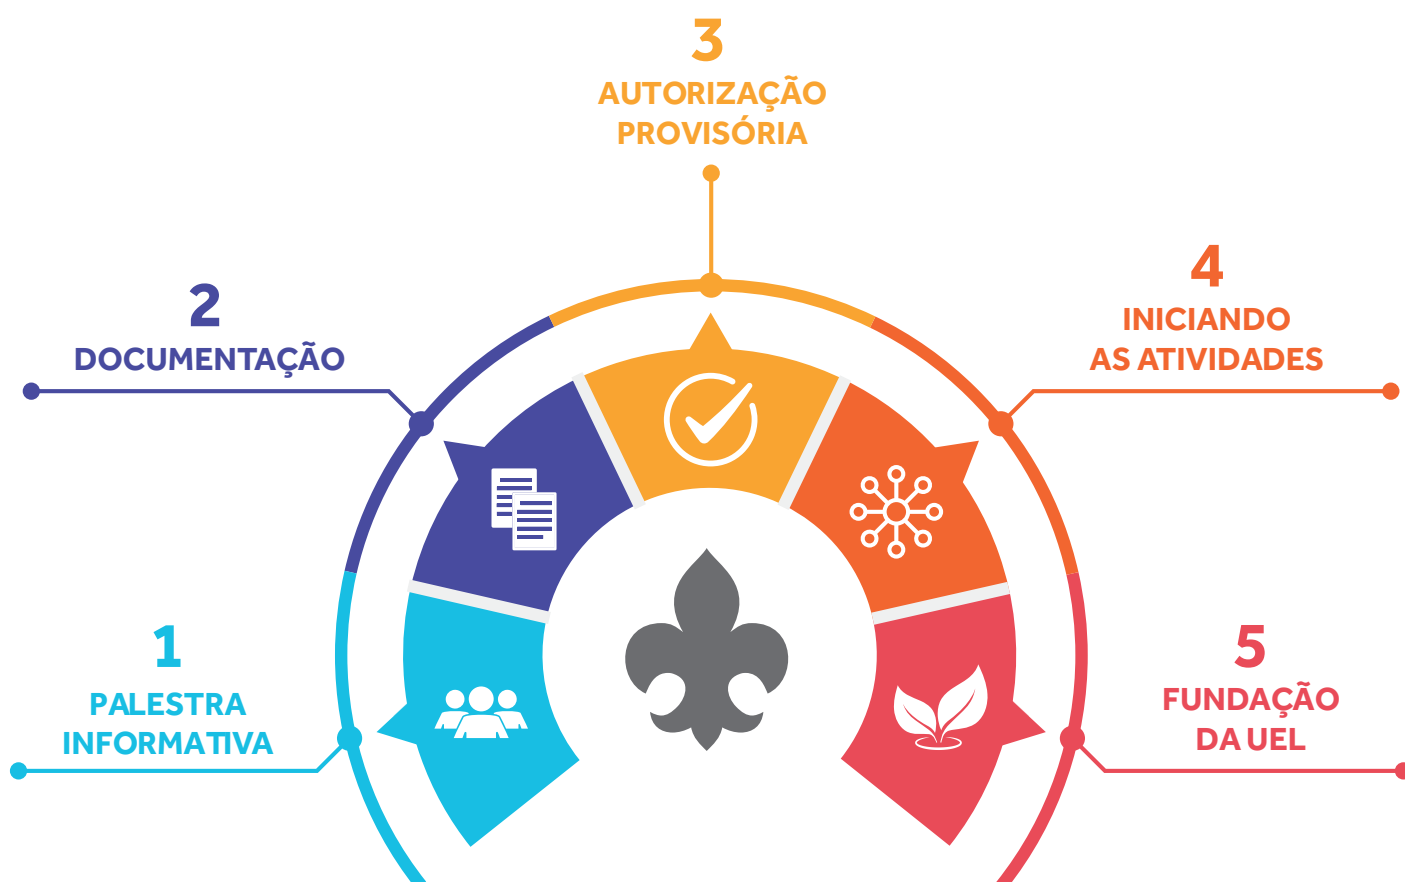 1
PALESTRA
INFORMATIVA
2
DOCUMENTAÇÃO
3
AUTORIZAÇÃO
PROVISÓRIA
4
INICIANDO
AS ATIVIDADES
5
FUNDAÇÃO
DA UEL